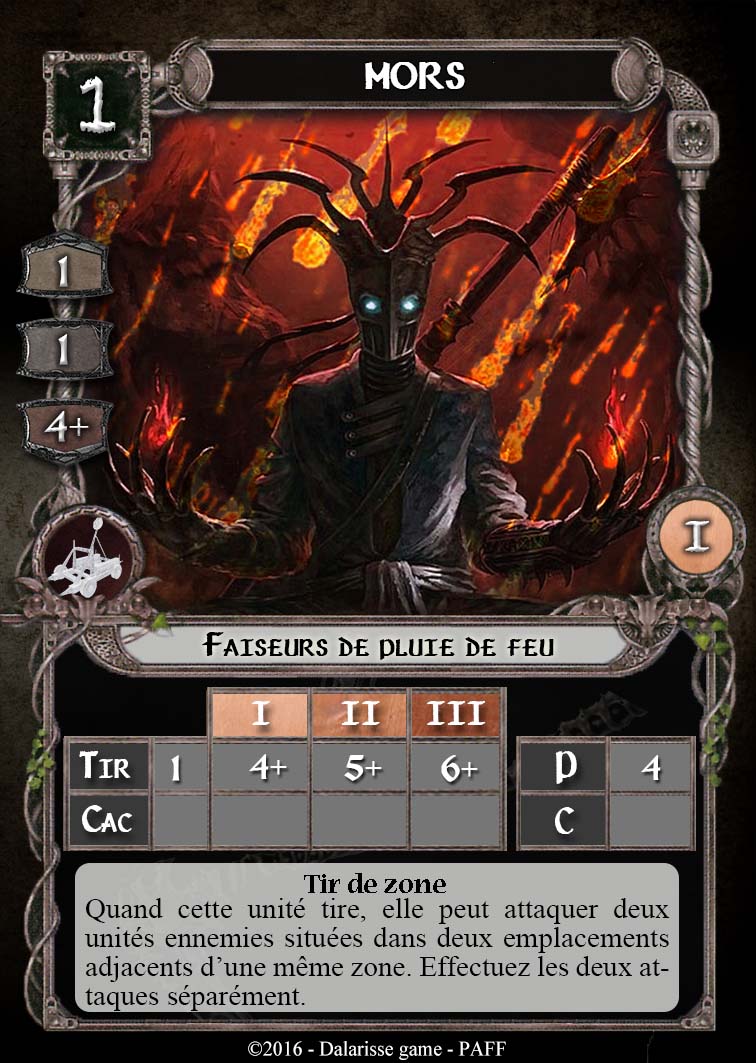 1
MORS
1
1
4+
I
FAISEURS DE PLUIE DE FEU
I II III
TIR 1 4+ 5+ 6+ P 4
CAC C
Tir de zone
Quand cette unité tire, elle peut attaquer deux
unités ennemies situées dans deux emplacements
adjacents d'une même zone. Effectuez les deux at-
taques séparément.
©2016 - Dalarisse game - PAFF